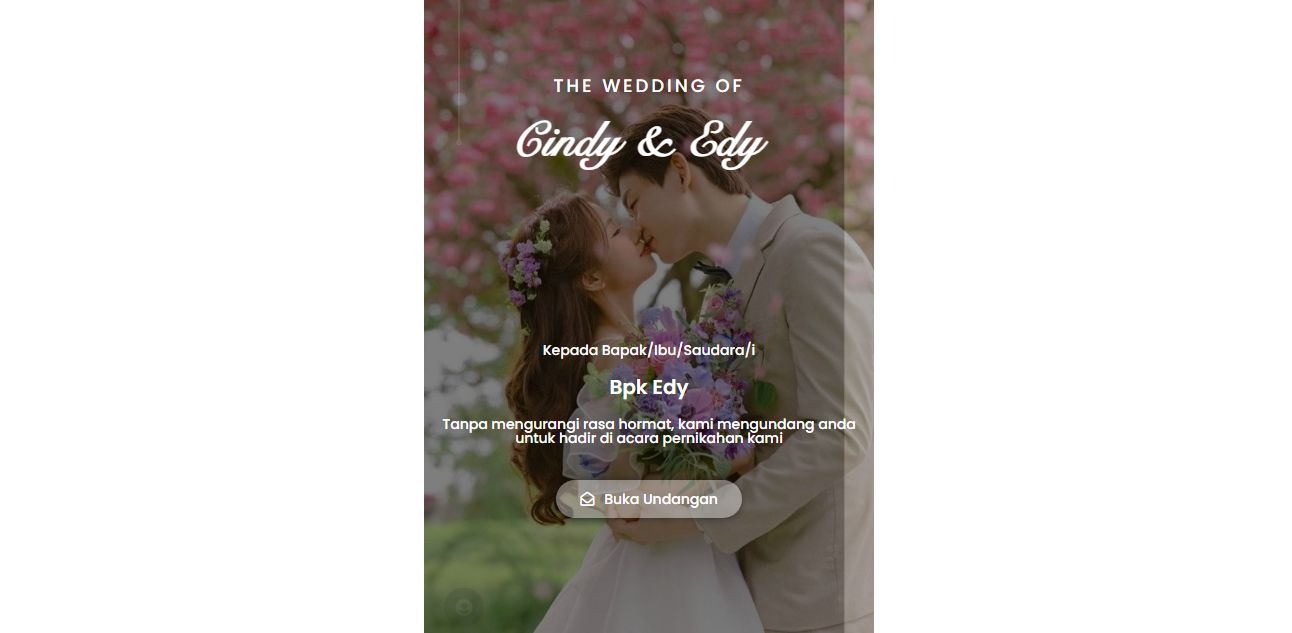 THE WEDDING OF
Cindy & Edy
Kepada Bapak/Ibu/Saudara/i
Bpk Edy
Tanpa mengurangi rasa hormat, kami mengundang anda
untuk hadir di acara pernikahan kami
Buka Undangan